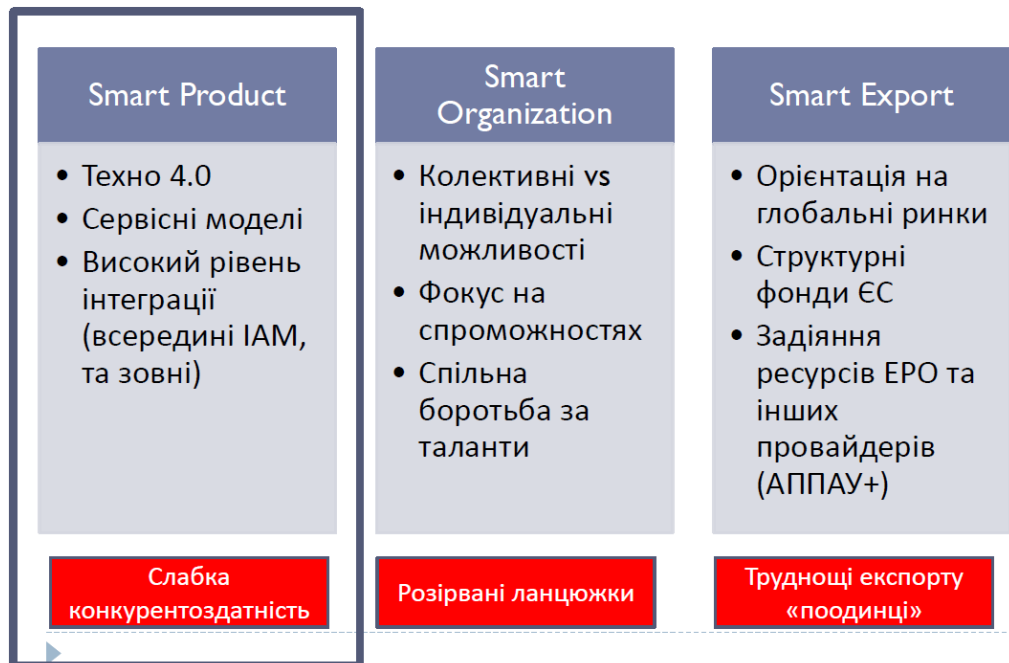 Smart Product
• Техно 4.0
• Сервісні моделі
• Високий рівень
інтеграції
(всередині ІАМ,
та зовні)
Слабка
конкурентоздатність
Smart
Organization
• Колективні vs
індивідуальні
можливості
• Фокус на
спроможностях
• Спільна
боротьба за
таланти
Розірвані ланцюжки
Smart Export
• Орієнтація на
глобальні ринки
• Структурні
фонди ЄС
• Задіяння
ресурсів ЕРО та
інших
провайдерів
(АППАУ+)
Труднощі експорту
«поодинці»